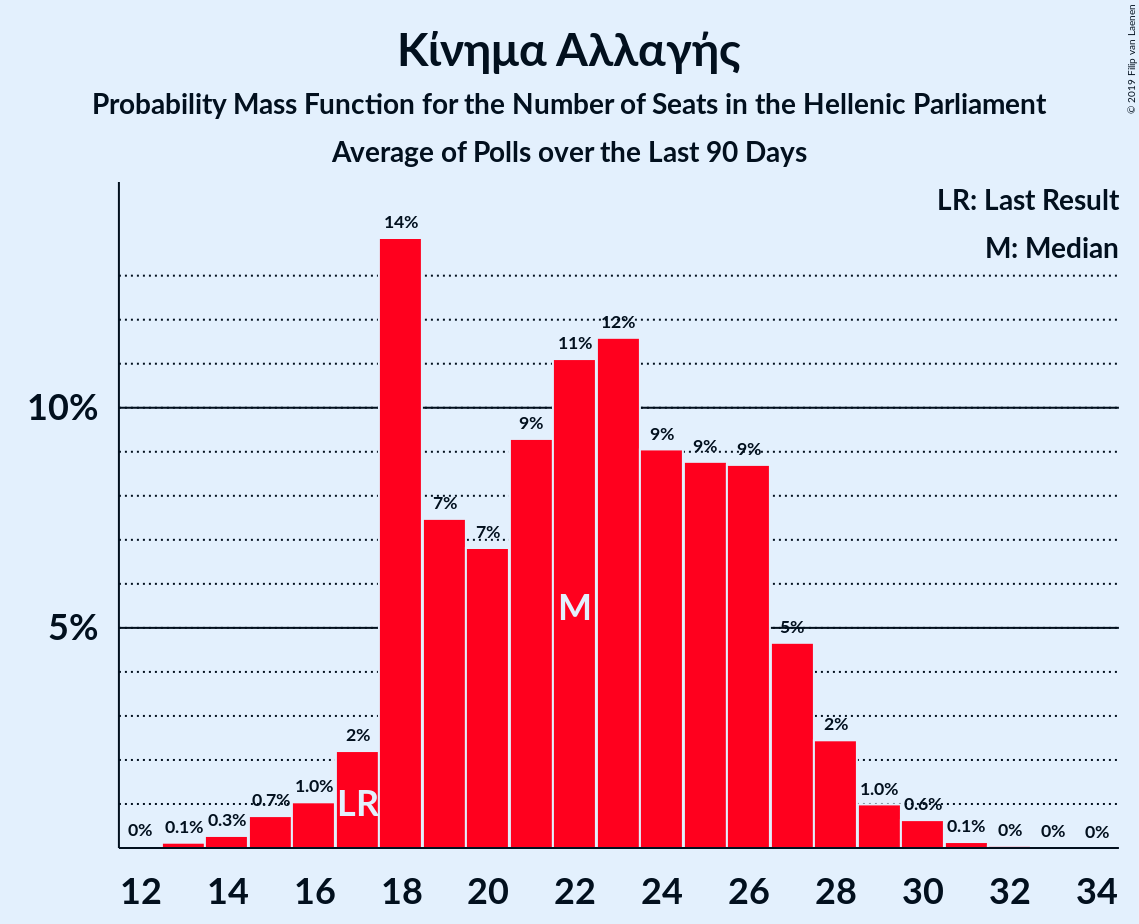 Κίνημα Αλλαγής
Probability Mass Function for the Number of Seats in the Hellenic Parliament
Average of Polls over the Last 90 Days
© 2019 Filip van Laenen
LR: Last Result
M: Median
14%
12%
11%
10%
9%
9%
9%
9%
7%
7%
5%
5%
M
2%
2%
LR
1.0%
0.7%
0.3%
0.1%
0%
1.0%
0.6%
0.1%
0%
0%
0%
12 14 16 18 20 22 24 26 28 30 32 34